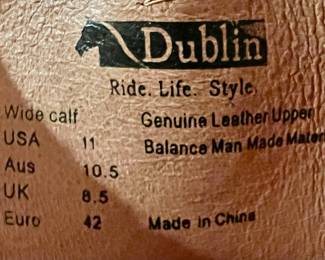 Dublin
Ride. Life. Style.
Wide calf Genuine Leather Upper
USA 11 Balance Man Made
Aus 10.5
UK 8.5
Euro 42 Made in China